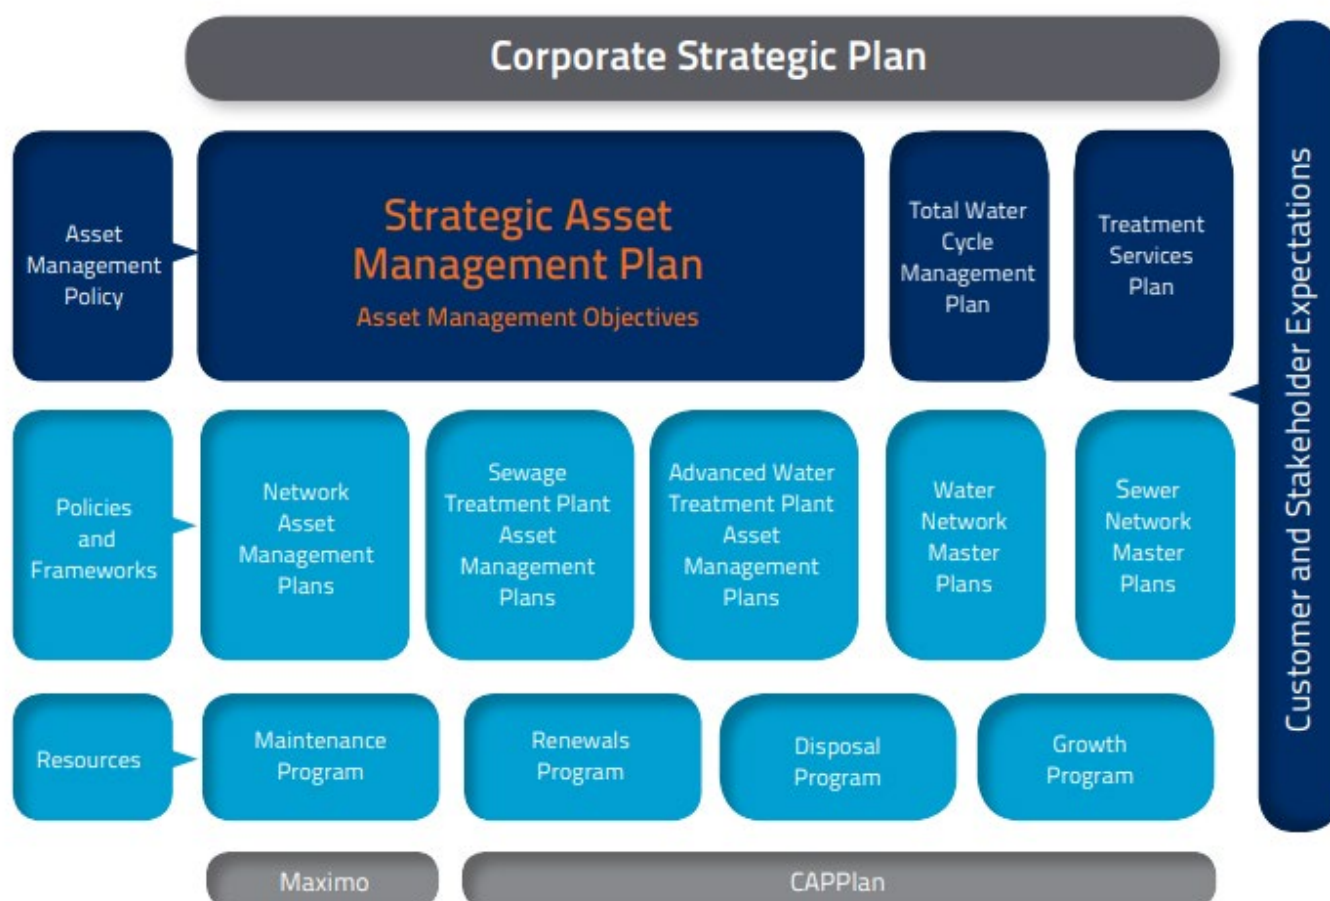 Corporate Strategic Plan
Asset
Management
Policy
Strategic Asset
Management Plan
Asset Management Objectives
Total Water
Cycle
Management
Plan
Treatment
Services
Plan
Customer and Stakeholder Expectations
Policies
and
Frameworks
Network
Asset
Management
Plans
Sewage
Treatment Plant
Asset
Management
Plans
Advanced Water
Treatment Plant
Asset
Management
Plans
Water
Network
Master
Plans
Sewer
Network
Master
Plans
Resources
Maintenance
Program
Renewals
Program
Disposal
Program
Growth
Program
Maximo
CAPPlan